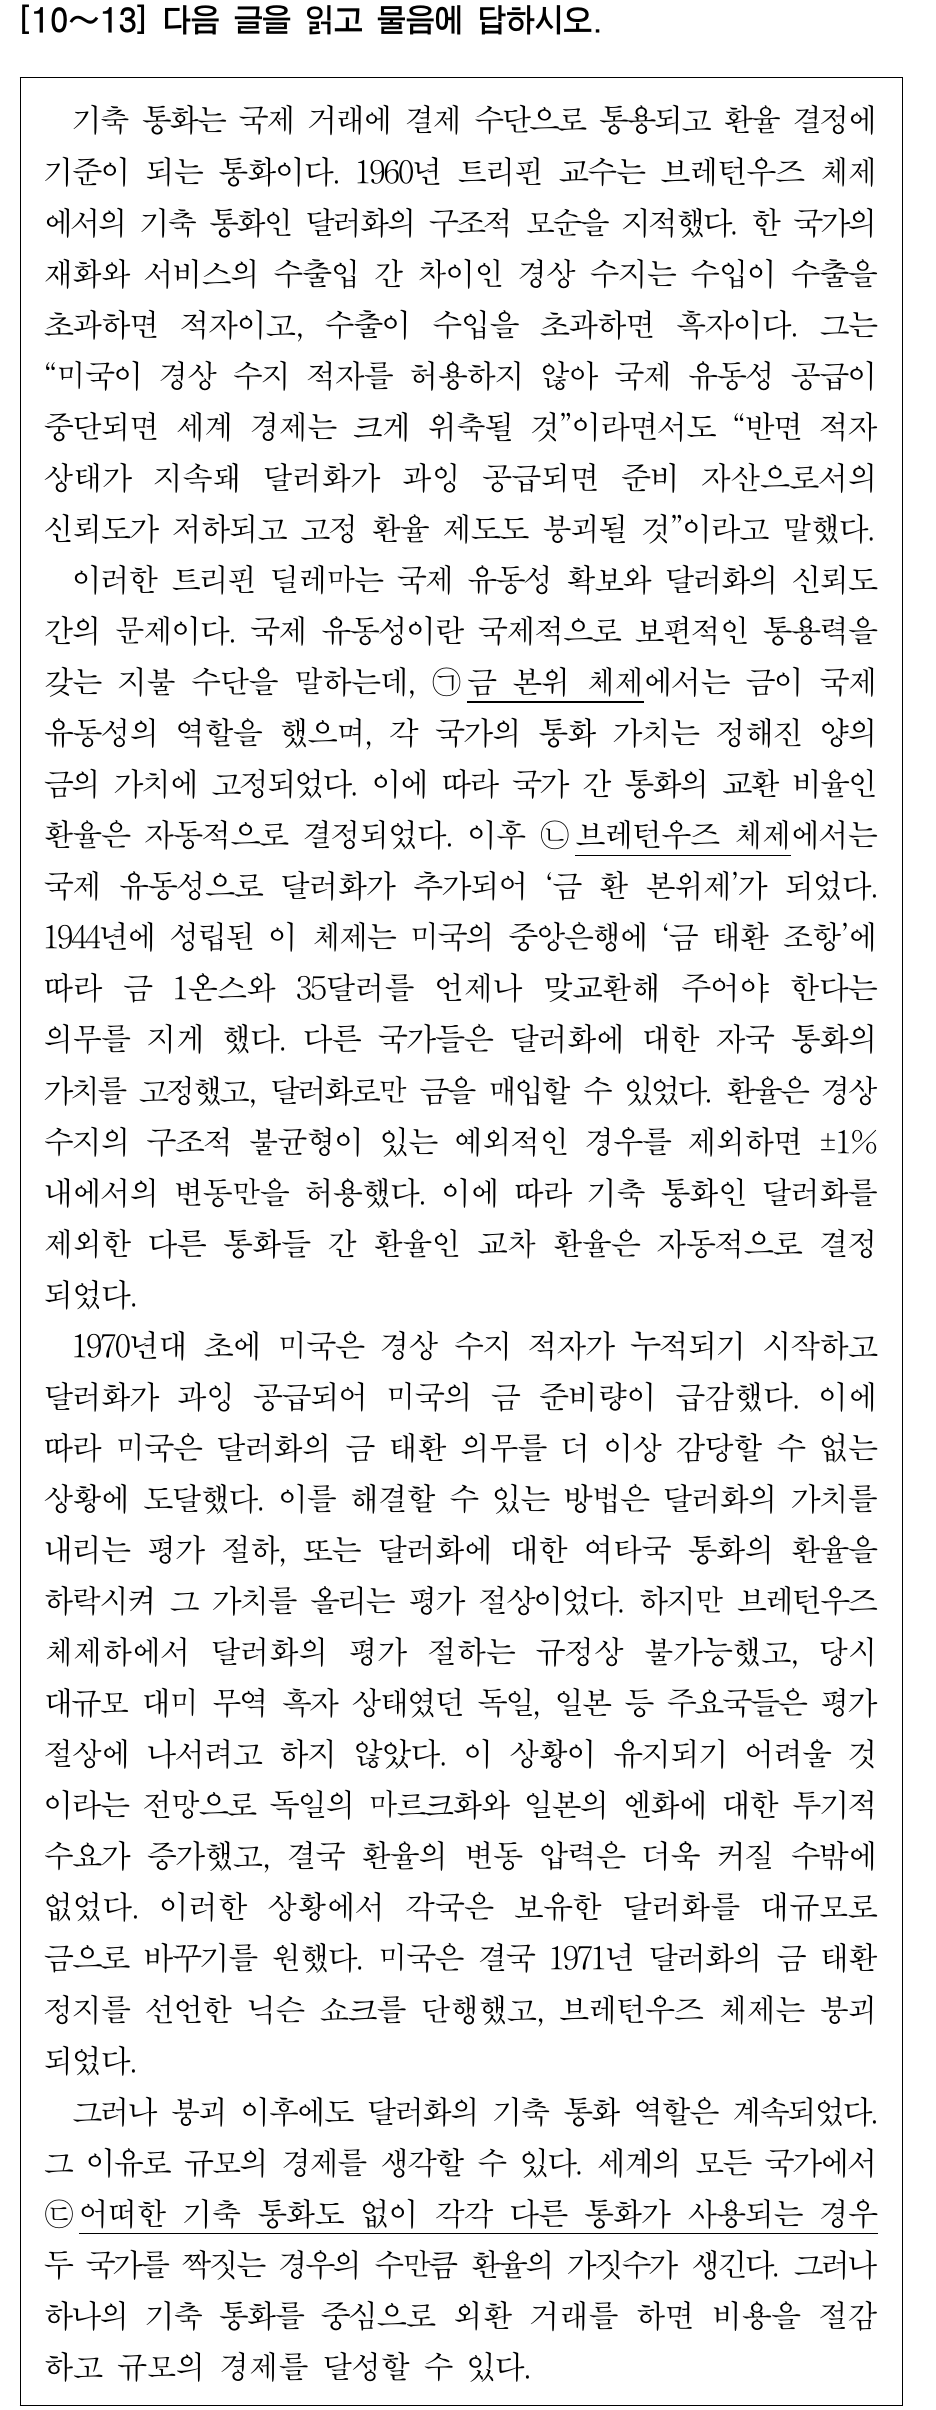 [10～13] 다음 글을 읽고 물음에 답하시오.
기축 통화는 국제 거래에 결제 수단으로 통용되고 환율 결정에
기준이 되는 통화이다. 1960년 트리핀 교수는 브레턴우즈 체제
에서의 기축 통화인 달러화의 구조적 모순을 지적했다. 한 국가의
재화와 서비스의 수출입 간 차이인 경상 수지는 수입이 수출을
초과하면 적자이고, 수출이 수입을 초과하면 흑자이다. 그는
“미국이 경상 수지 적자를 허용하지 않아 국제 유동성 공급이
중단되면 세계 경제는 크게 위축될 것”이라면서도 “반면 적자
상태가 지속돼 달러화가 과잉 공급되면 준비 자산으로서의
신뢰도가 저하되고 고정 환율 제도도 붕괴될 것”이라고 말했다.
이러한 트리핀 딜레마는 국제 유동성 확보와 달러화의 신뢰도
간의 문제이다. 국제 유동성이란 국제적으로 보편적인 통용력을
갖는 지불 수단을 말하는데, ㉠금 본위 체제에서는 금이 국제
유동성의 역할을 했으며, 각 국가의 통화 가치는 정해진 양의
금의 가치에 고정되었다. 이에 따라 국가 간 통화의 교환 비율인
환율은 자동적으로 결정되었다. 이후 ㉡브레턴우즈 체제에서는
국제 유동성으로 달러화가 추가되어 ‘금 환 본위제’가 되었다.
1944년에 성립된 이 체제는 미국의 중앙은행에 ‘금 태환 조항’에
따라 금 1온스와 35달러를 언제나 맞교환해 주어야 한다는
의무를 지게 했다. 다른 국가들은 달러화에 대한 자국 통화의
가치를 고정했고, 달러화로만 금을 매입할 수 있었다. 환율은 경상
수지의 구조적 불균형이 있는 예외적인 경우를 제외하면 ±1%
내에서의 변동만을 허용했다. 이에 따라 기축 통화인 달러화를
제외한 다른 통화들 간 환율인 교차 환율은 자동적으로 결정
되었다.
1970년대 초에 미국은 경상 수지 적자가 누적되기 시작하고
달러화가 과잉 공급되어 미국의 금 준비량이 급감했다. 이에
따라 미국은 달러화의 금 태환 의무를 더 이상 감당할 수 없는
상황에 도달했다. 이를 해결할 수 있는 방법은 달러화의 가치를
내리는 평가 절하, 또는 달러화에 대한 여타국 통화의 환율을
하락시켜 그 가치를 올리는 평가 절상이었다. 하지만 브레턴우즈
체제하에서 달러화의 평가 절하는 규정상 불가능했고, 당시
대규모 대미 무역 흑자 상태였던 독일, 일본 등 주요국들은 평가
절상에 나서려고 하지 않았다. 이 상황이 유지되기 어려울 것
이라는 전망으로 독일의 마르크화와 일본의 엔화에 대한 투기적
수요가 증가했고, 결국 환율의 변동 압력은 더욱 커질 수밖에
없었다. 이러한 상황에서 각국은 보유한 달러화를 대규모로
금으로 바꾸기를 원했다. 미국은 결국 1971년 달러화의 금 태환
정지를 선언한 닉슨 쇼크를 단행했고, 브레턴우즈 체제는 붕괴
되었다.
그러나 붕괴 이후에도 달러화의 기축 통화 역할은 계속되었다.
그 이유로 규모의 경제를 생각할 수 있다. 세계의 모든 국가에서
㉢어떠한 기축 통화도 없이 각각 다른 통화가 사용되는 경우
두 국가를 짝짓는 경우의 수만큼 환율의 가짓수가 생긴다. 그러나
하나의 기축 통화를 중심으로 외환 거래를 하면 비용을 절감
하고 규모의 경제를 달성할 수 있다.